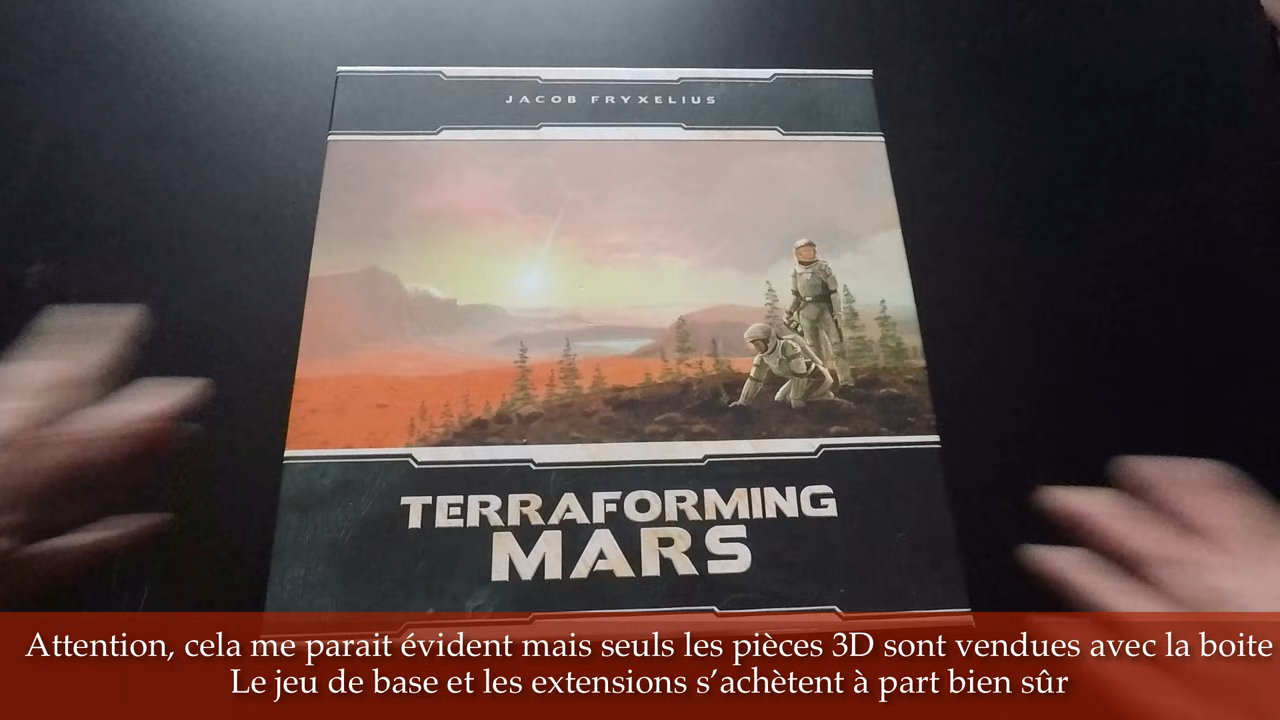 JACOB FRYXELIUS
TERRAFORMING
MARS
Attention, cela me parait évident mais seuls les pièces 3D sont vendues avec la boite
Le jeu de base et les extensions s'achètent à part bien sûr